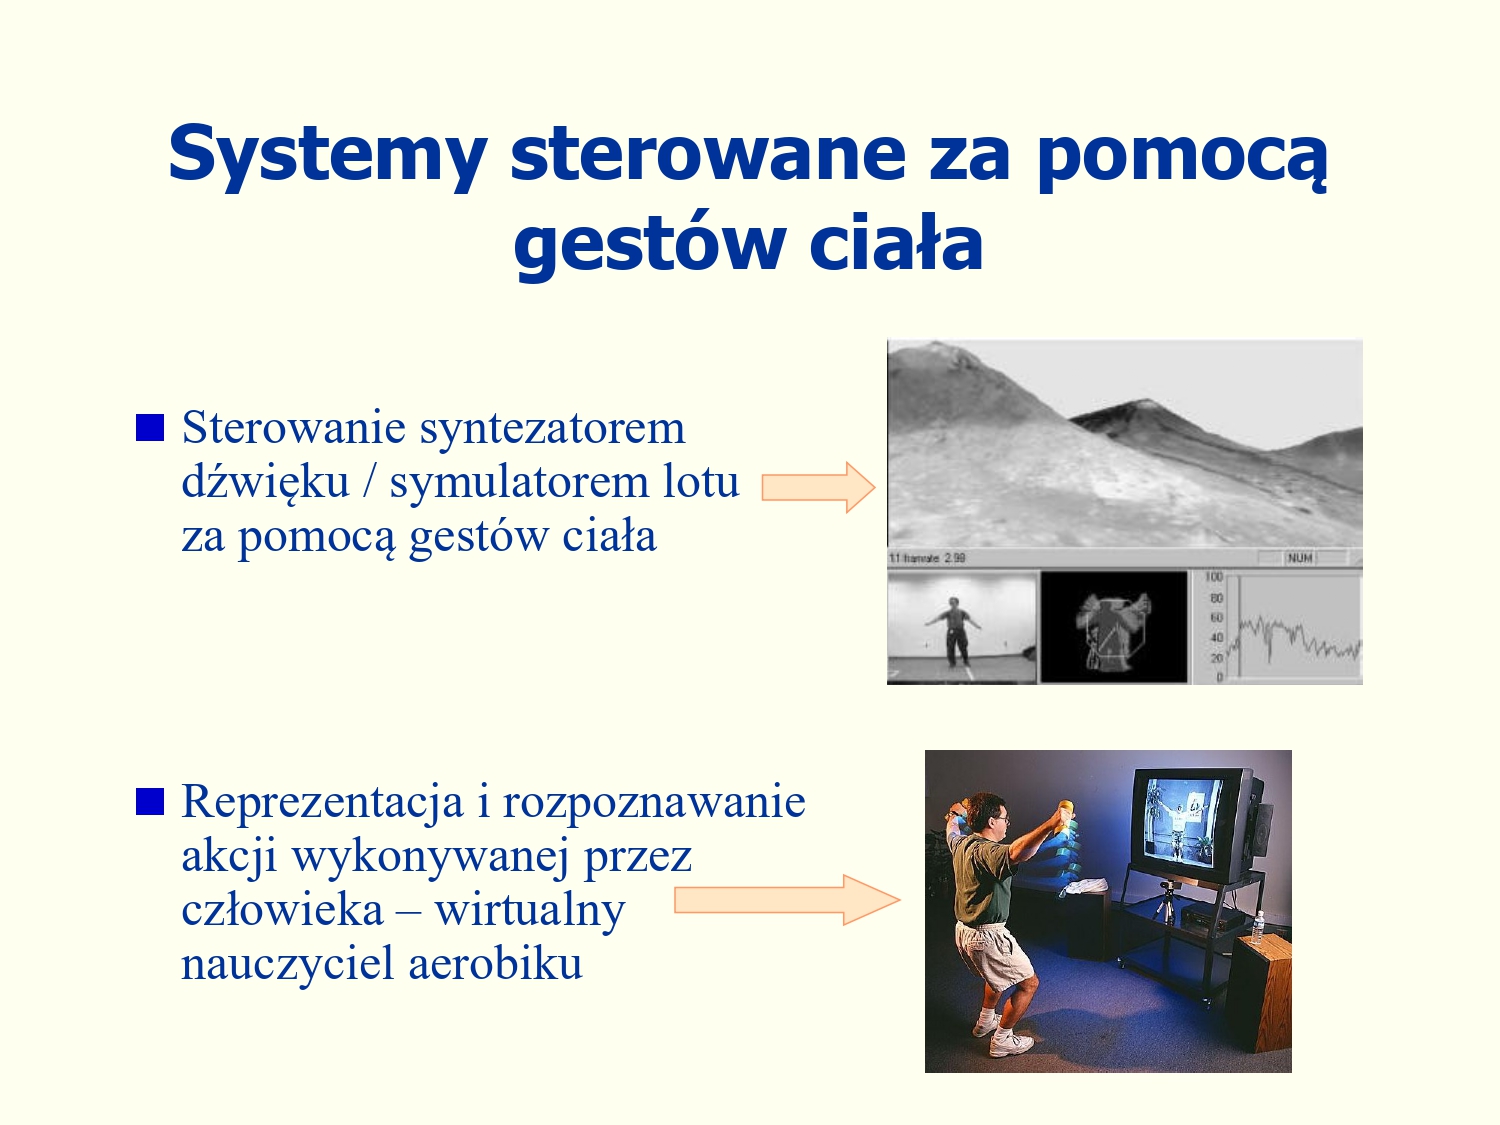 Systemy sterowane za pomocą
gestów ciała
Sterowanie syntezatorem
dźwięku / symulatorem lotu
za pomocą gestów ciała
11 framrate 2.98
NUM
100
80
60
40
20
0
Reprezentacja i rozpoznawanie
akcji wykonywanej przez
człowieka – wirtualny
nauczyciel aerobiku